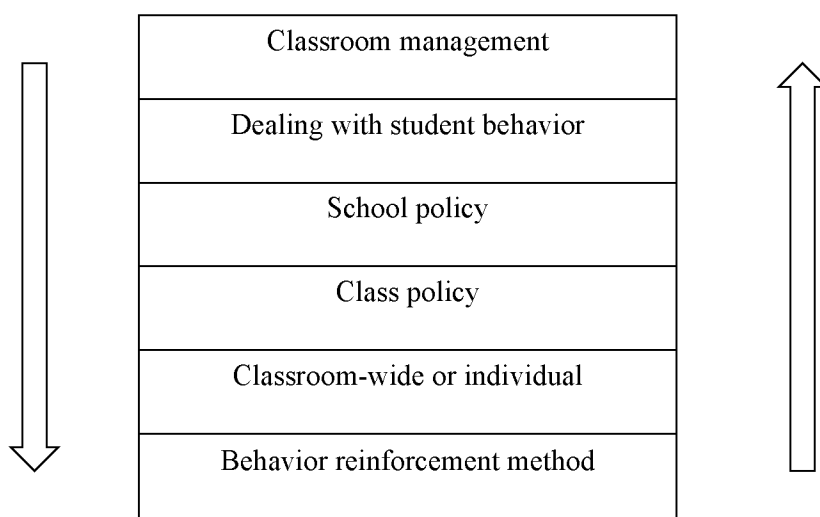 Classroom management
Dealing with student behavior
School policy
Class policy
Classroom-wide or individual
Behavior reinforcement method